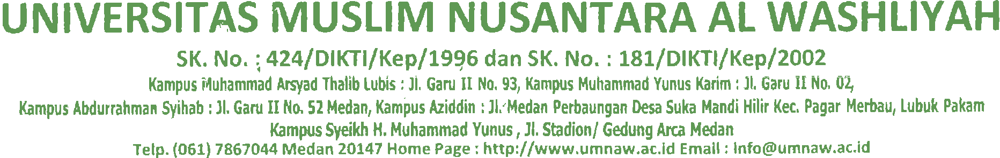 UNIVERSITAS MUSLIM NUSANTARA AL WASHLIYAH
SK. No. : 424/DIKTI/Kep/1996 dan SK. No. : 181/DIKTI/Kep/2002
Kampus Muhammad Arsyad Thalib Lubis : Jl. Garu II No. 93, Kampus Muhammad Yunus Karim : Jl. Garu II No. 02,
Kampus Abdurrahman Syihab : Jl. Garu II No. 52 Medan, Kampus Aziddin : Jl. Medan Perbaungan Desa Suka Mandi Hilir Kec. Pagar Merbau, Lubuk Pakam
Kampus Syeikh H. Muhammad Yunus , Jl. Stadion/ Gedung Arca Medan
Telp. (061) 7867044 Medan 20147 Home Page : http://www.umnaw.ac.id Email : info@umnaw.ac.id